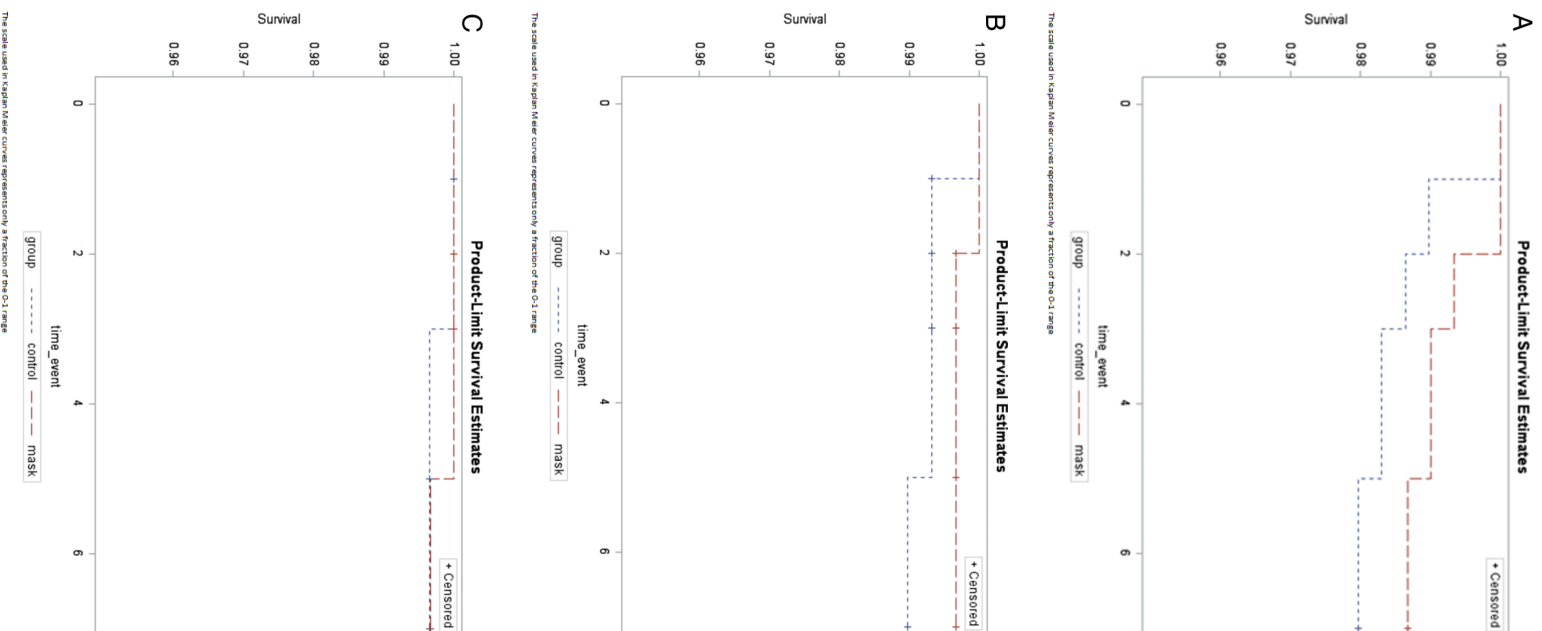 A
Product-Limit Survival Estimates
+ Censored
1.00
0.99
0.98
0.97
0.96
Survival
0 2 4 6
time_event
group control mask
The scale used in Kaplan Meier curves represents only a fraction of the 0-1 range
B
Product-Limit Survival Estimates
+ Censored
1.00
0.99
0.98
0.97
0.96
Survival
0 2 4 6
time_event
group control mask
The scale used in Kaplan Meier curves represents only a fraction of the 0-1 range
C
Product-Limit Survival Estimates
+ Censored
1.00
0.99
0.98
0.97
0.96
Survival
0 2 4 6
time_event
group control mask
The scale used in Kaplan Meier curves represents only a fraction of the 0-1 range